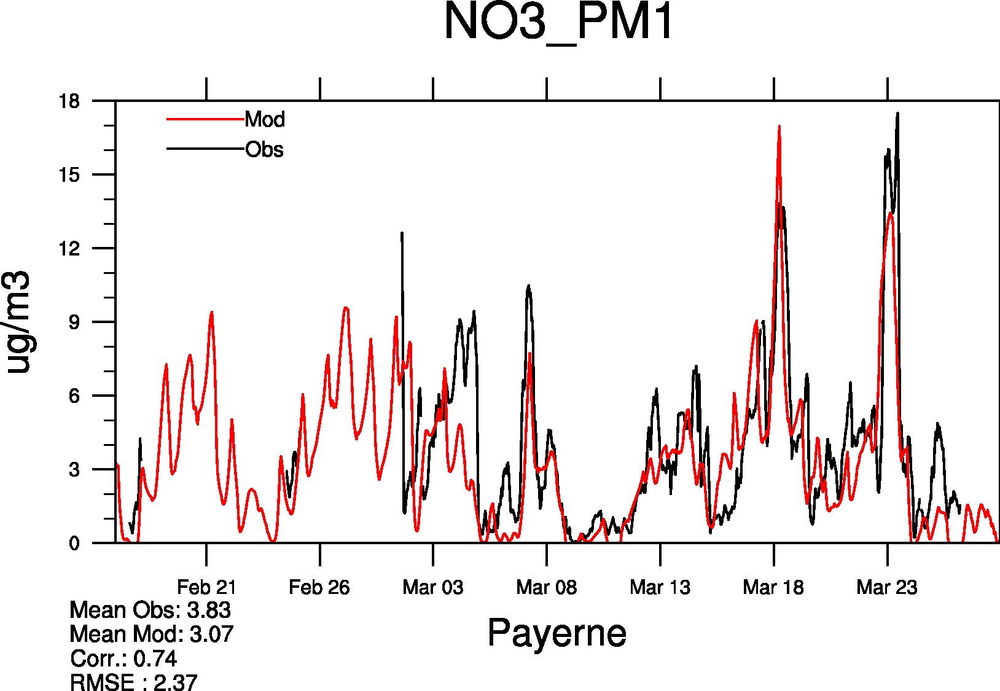 NO3_PM1
18
Mod
Obs
15
12
9
6
3
0
ug/m3
Feb 21 Feb 26 Mar 03 Mar 08 Mar 13 Mar 18 Mar 23
Payerne
Mean Obs: 3.83
Mean Mod: 3.07
Corr.: 0.74
RMSE : 2.37